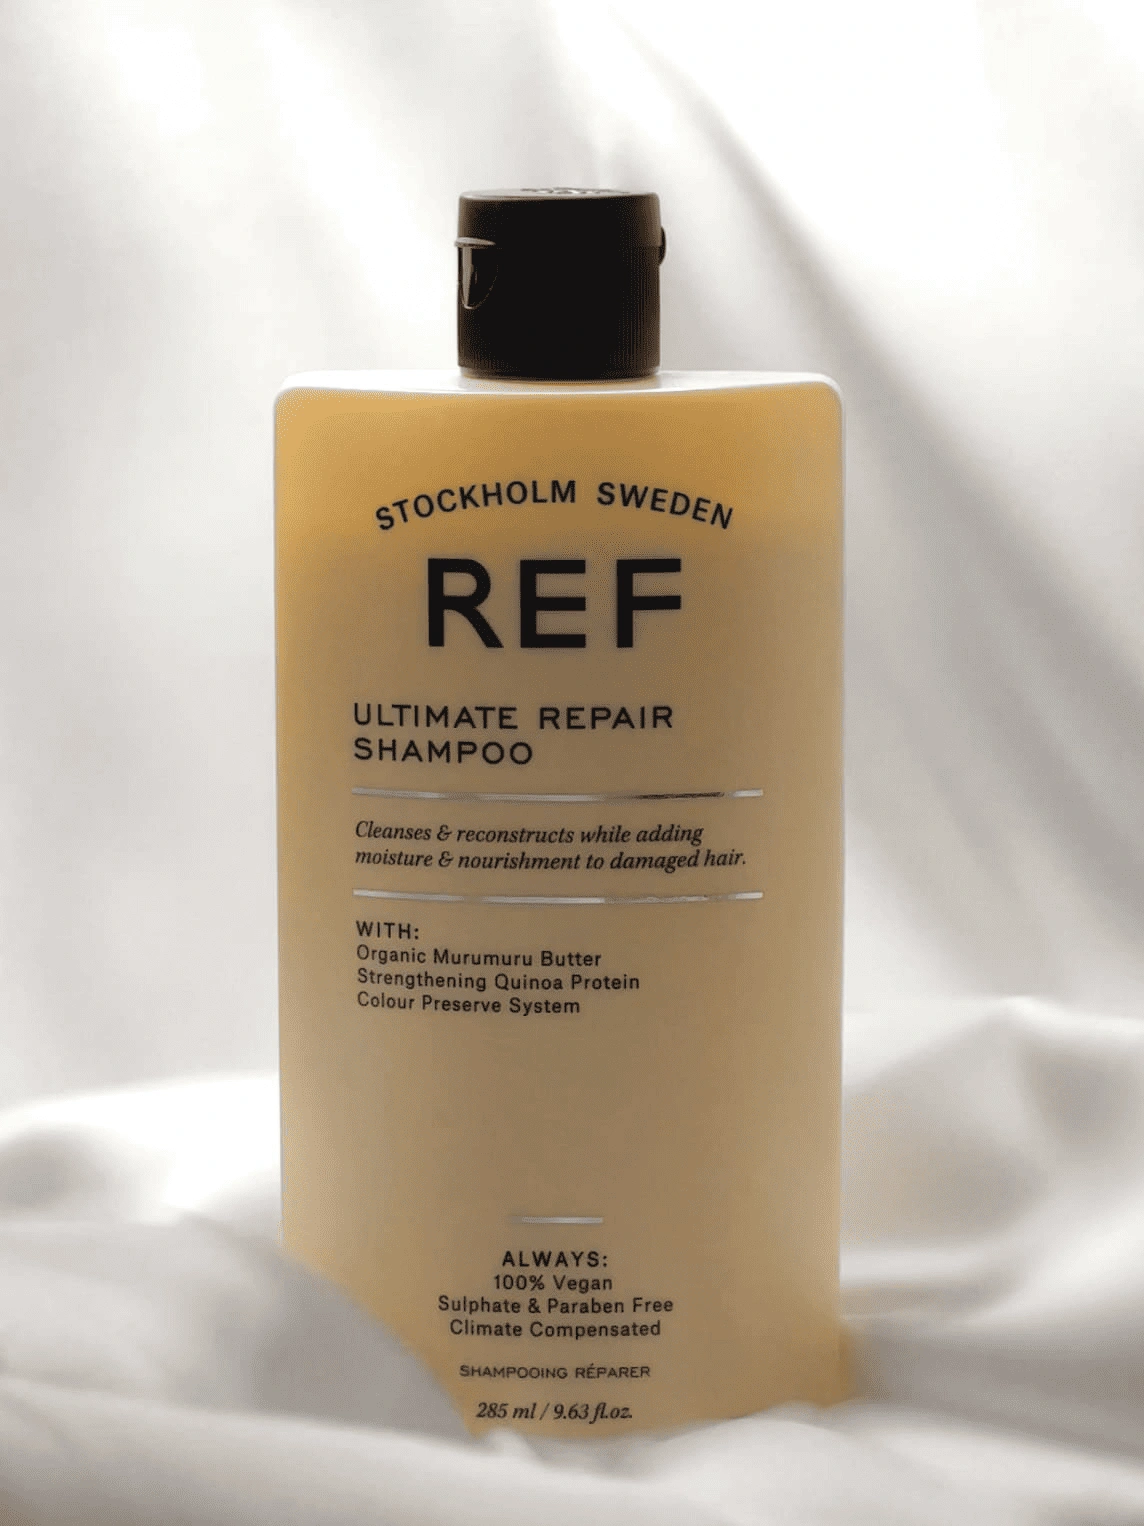 STOCKHOLM SWEDEN
REF
ULTIMATE REPAIR
SHAMPOO
Cleanses & reconstructs while adding
moisture & nourishment to damaged hair.
WITH:
Organic Murumuru Butter
Strengthening Quinoa Protein
Colour Preserve System
ALWAYS:
100% Vegan
Sulphate & Paraben Free
Climate Compensated
SHAMPOOING RÉPARER
285 ml / 9.63 fl.oz.